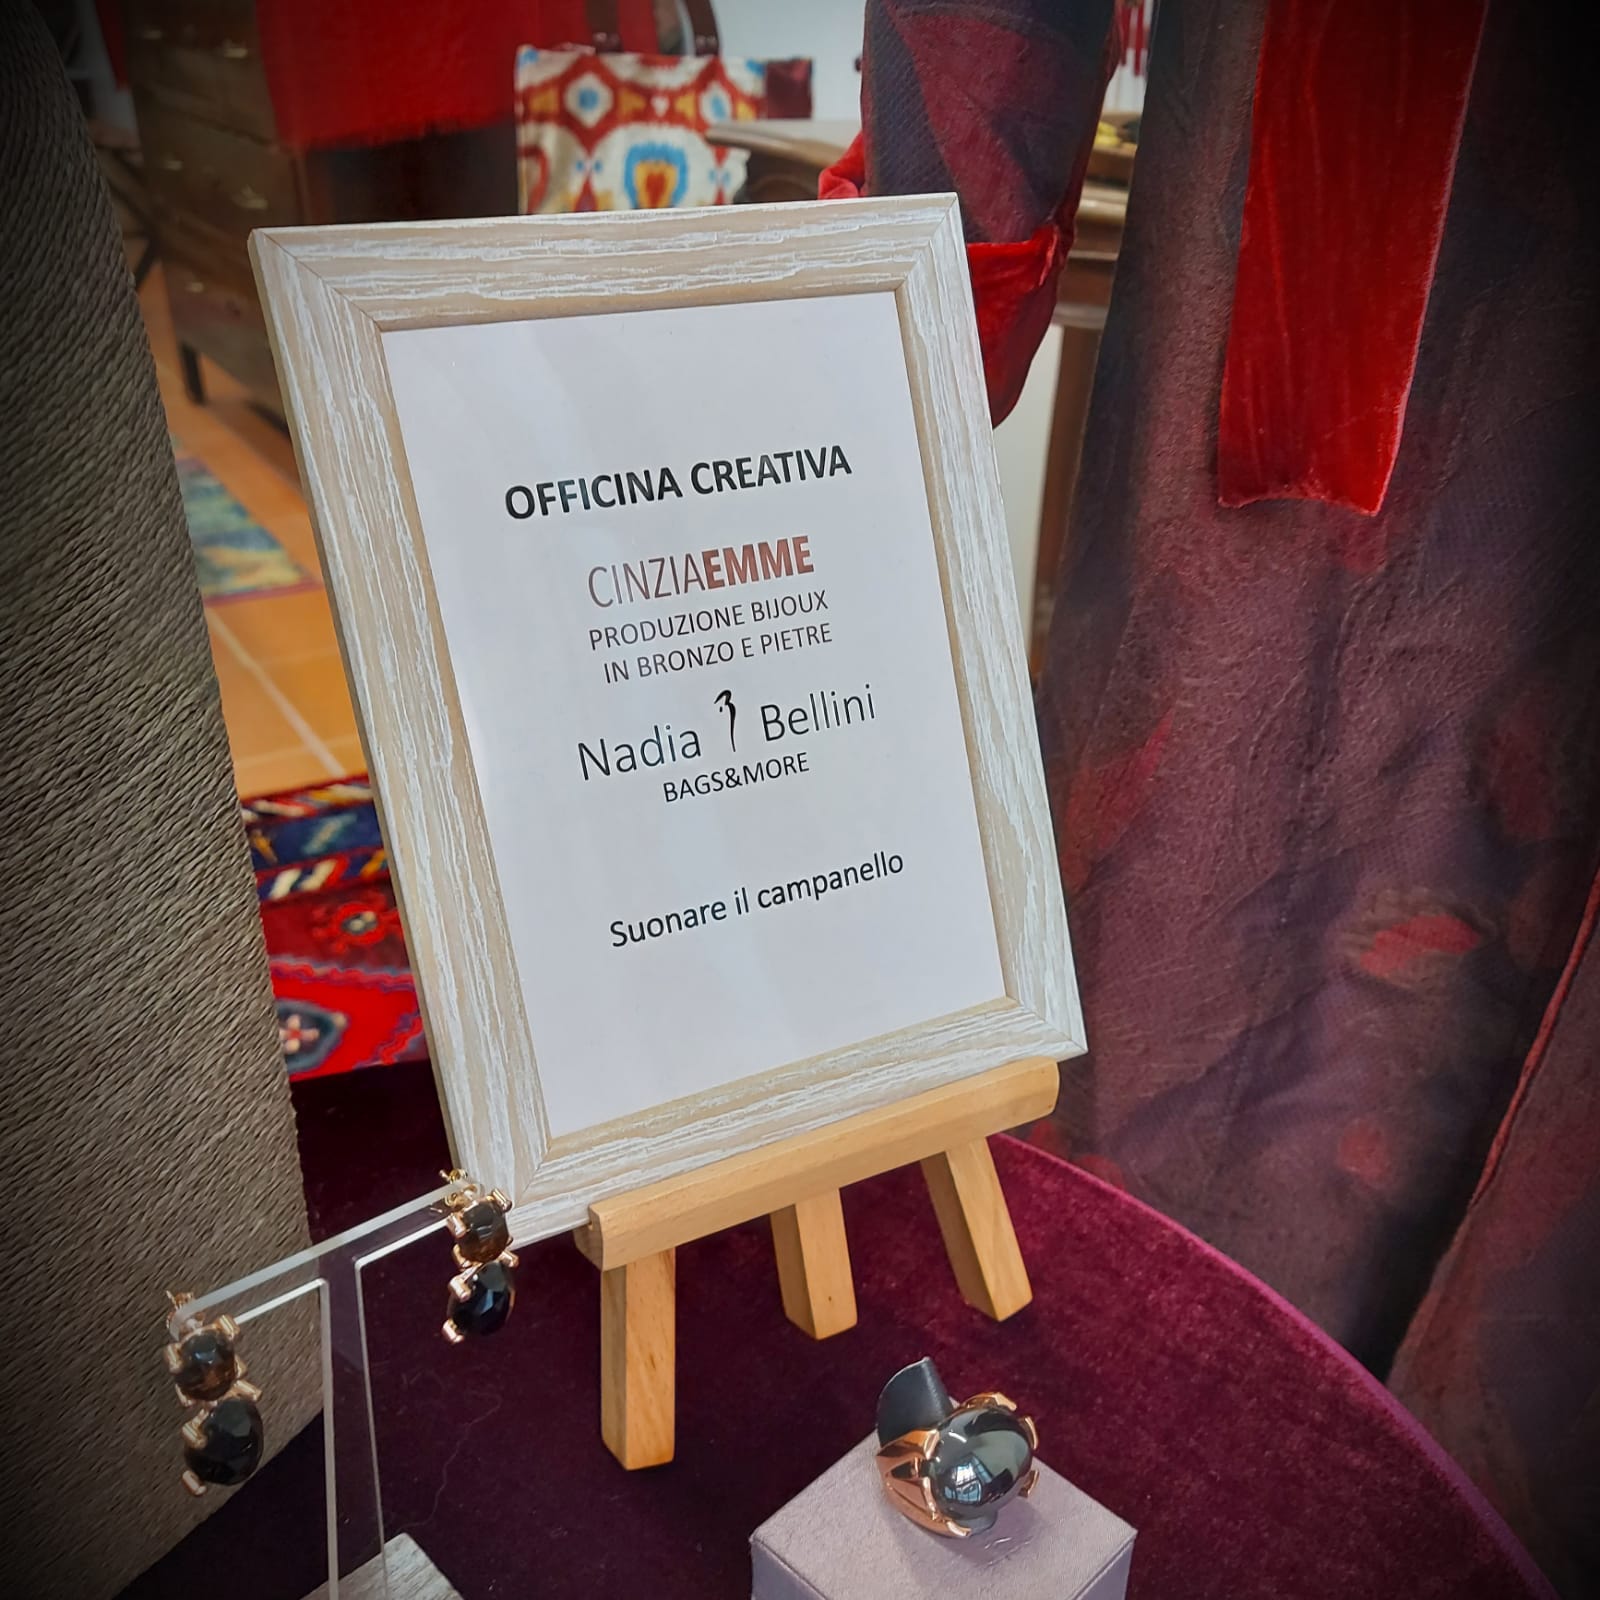 OFFICINA CREATIVA
CINZIAEMME
PRODUZIONE BIJOUX
IN BRONZO E PIETRE
Nadia Bellini
BAGS&MORE
Suonare il campanello